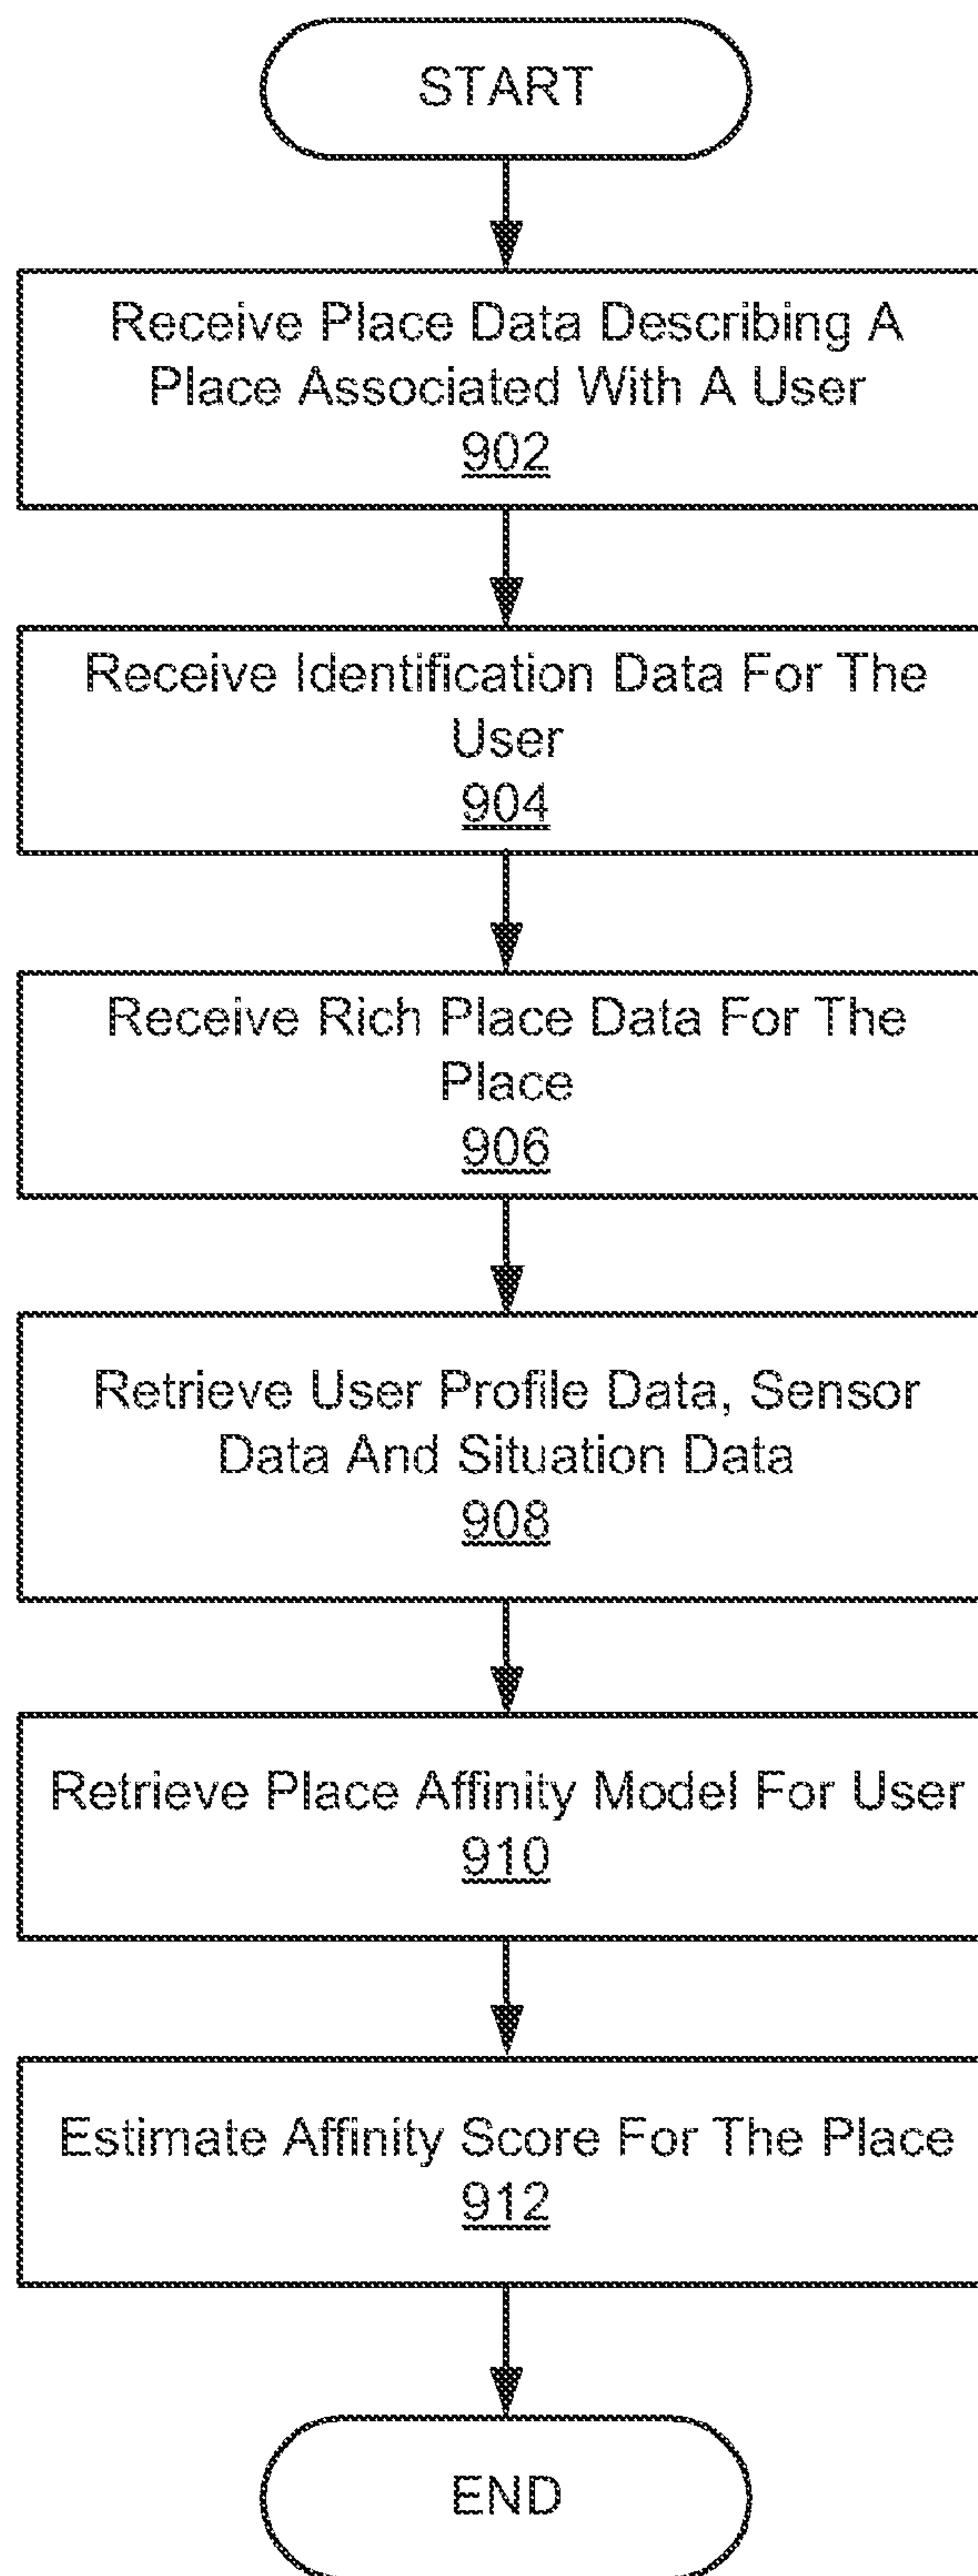 START
Receive Place Data Describing A
Place Associated With A User
902
Receive Identification Data For The
User
904
Receive Rich Place Data For The
Place
906
Retrieve User Profile Data, Sensor
Data And Situation Data
908
Retrieve Place Affinity Model For User
910
Estimate Affinity Score For The Place
912
END